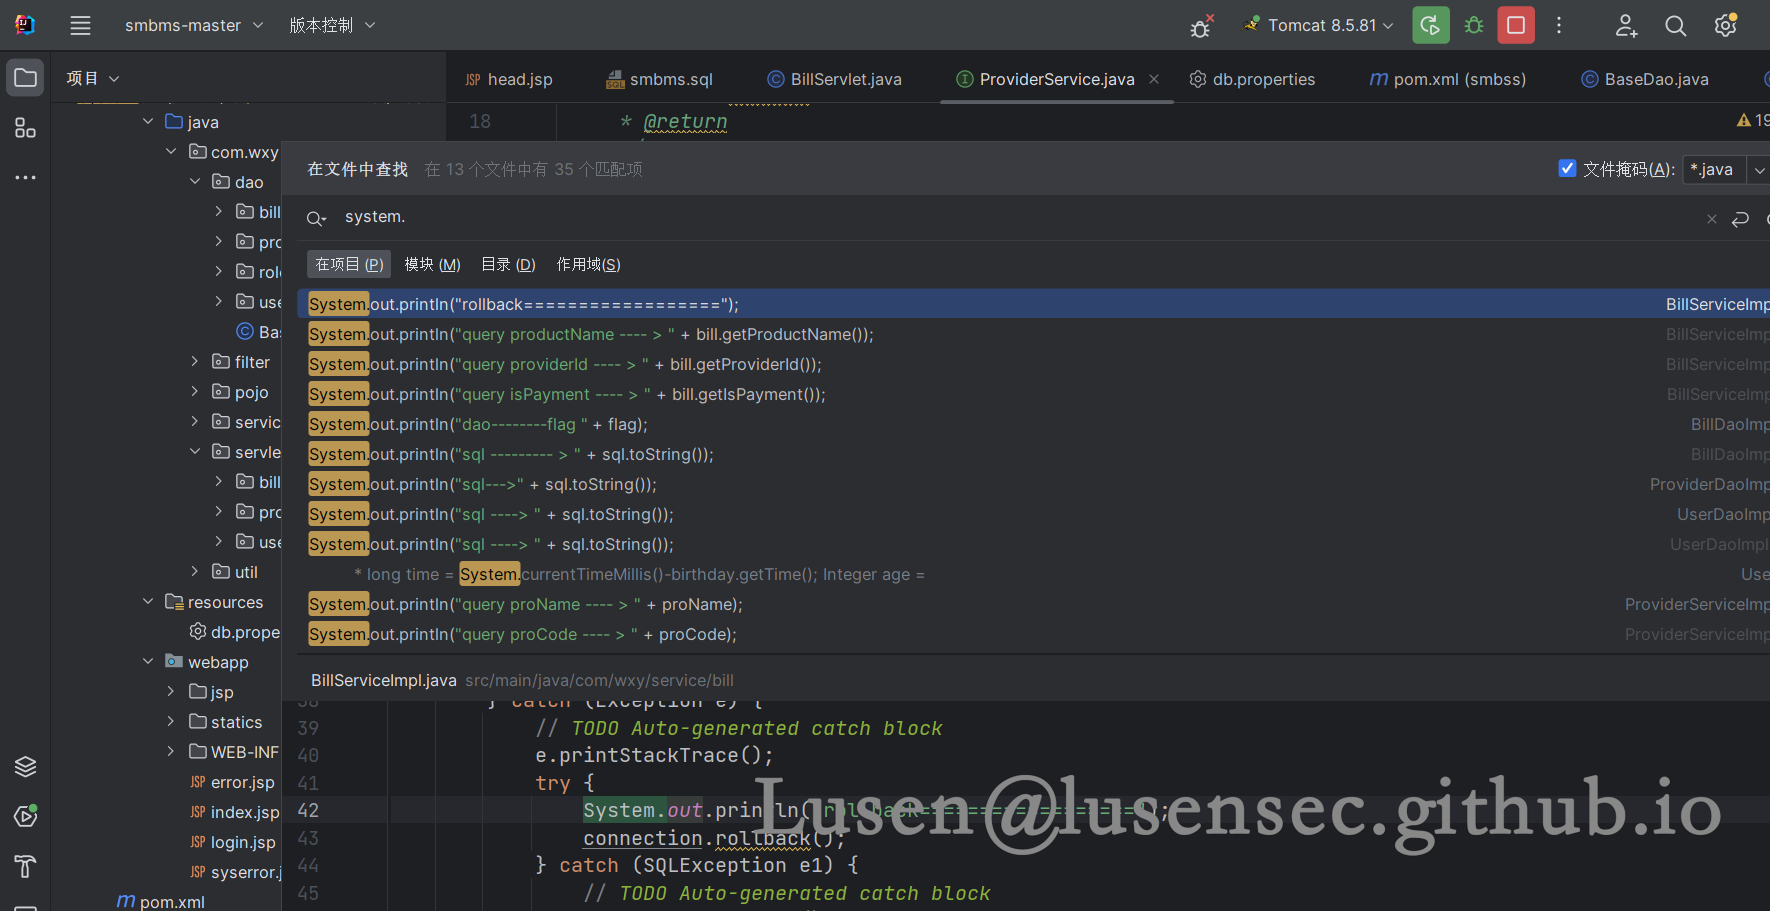 smbms-master 版本控制 Tomcat 8.5.81
项目
head.jsp smbms.sql BillServlet.java ProviderService.java db.properties pom.xml (smbss) BaseDao.java
18 * @return 19
java
com.wxy
dao
bill
pro
role
use
Bas
filter
pojo
servic
servle
bill
pro
use
util
resources
db.prope
webapp
jsp
statics
WEB-INF
JSP error.jsp
JSP index.jsp
JSP login.jsp
JSP syserror.j
pom.xml
在文件中查找 在 13 个文件中有 35 个匹配项 文件掩码(A): *.java
system.
在项目 (P) 模块 (M) 目录 (D) 作用域(S)
System.out.println("rollback=================="); BillServiceImp
System.out.println("query productName ---- > " + bill.getProductName()); BillServiceImp
System.out.println("query providerId ---- > " + bill.getProviderId()); BillServiceImp
System.out.println("query isPayment ---- > " + bill.getIsPayment()); BillServiceImp
System.out.println("dao--------flag " + flag); BillDaoImp
System.out.println("sql --------- > " + sql.toString()); BillDaoImp
System.out.println("sql--->" + sql.toString()); ProviderDaoImp
System.out.println("sql ----> " + sql.toString()); UserDaoImp
System.out.println("sql ----> " + sql.toString()); UserDaoImpl
* long time = System.currentTimeMillis()-birthday.getTime(); Integer age = Use
System.out.println("query proName ---- > " + proName); ProviderServiceImp
System.out.println("query proCode ---- > " + proCode); ProviderServiceImp
BillServiceImpl.java src/main/java/com/wxy/service/bill
38 } catch (Exception e) {
39 // TODO Auto-generated catch block
40 e.printStackTrace();
41 try {
42 System.out.println("rollback==================");
43 connection.rollback();
44 } catch (SQLException e1) {
45 // TODO Auto-generated catch block
Lusen@lusensec.github.io